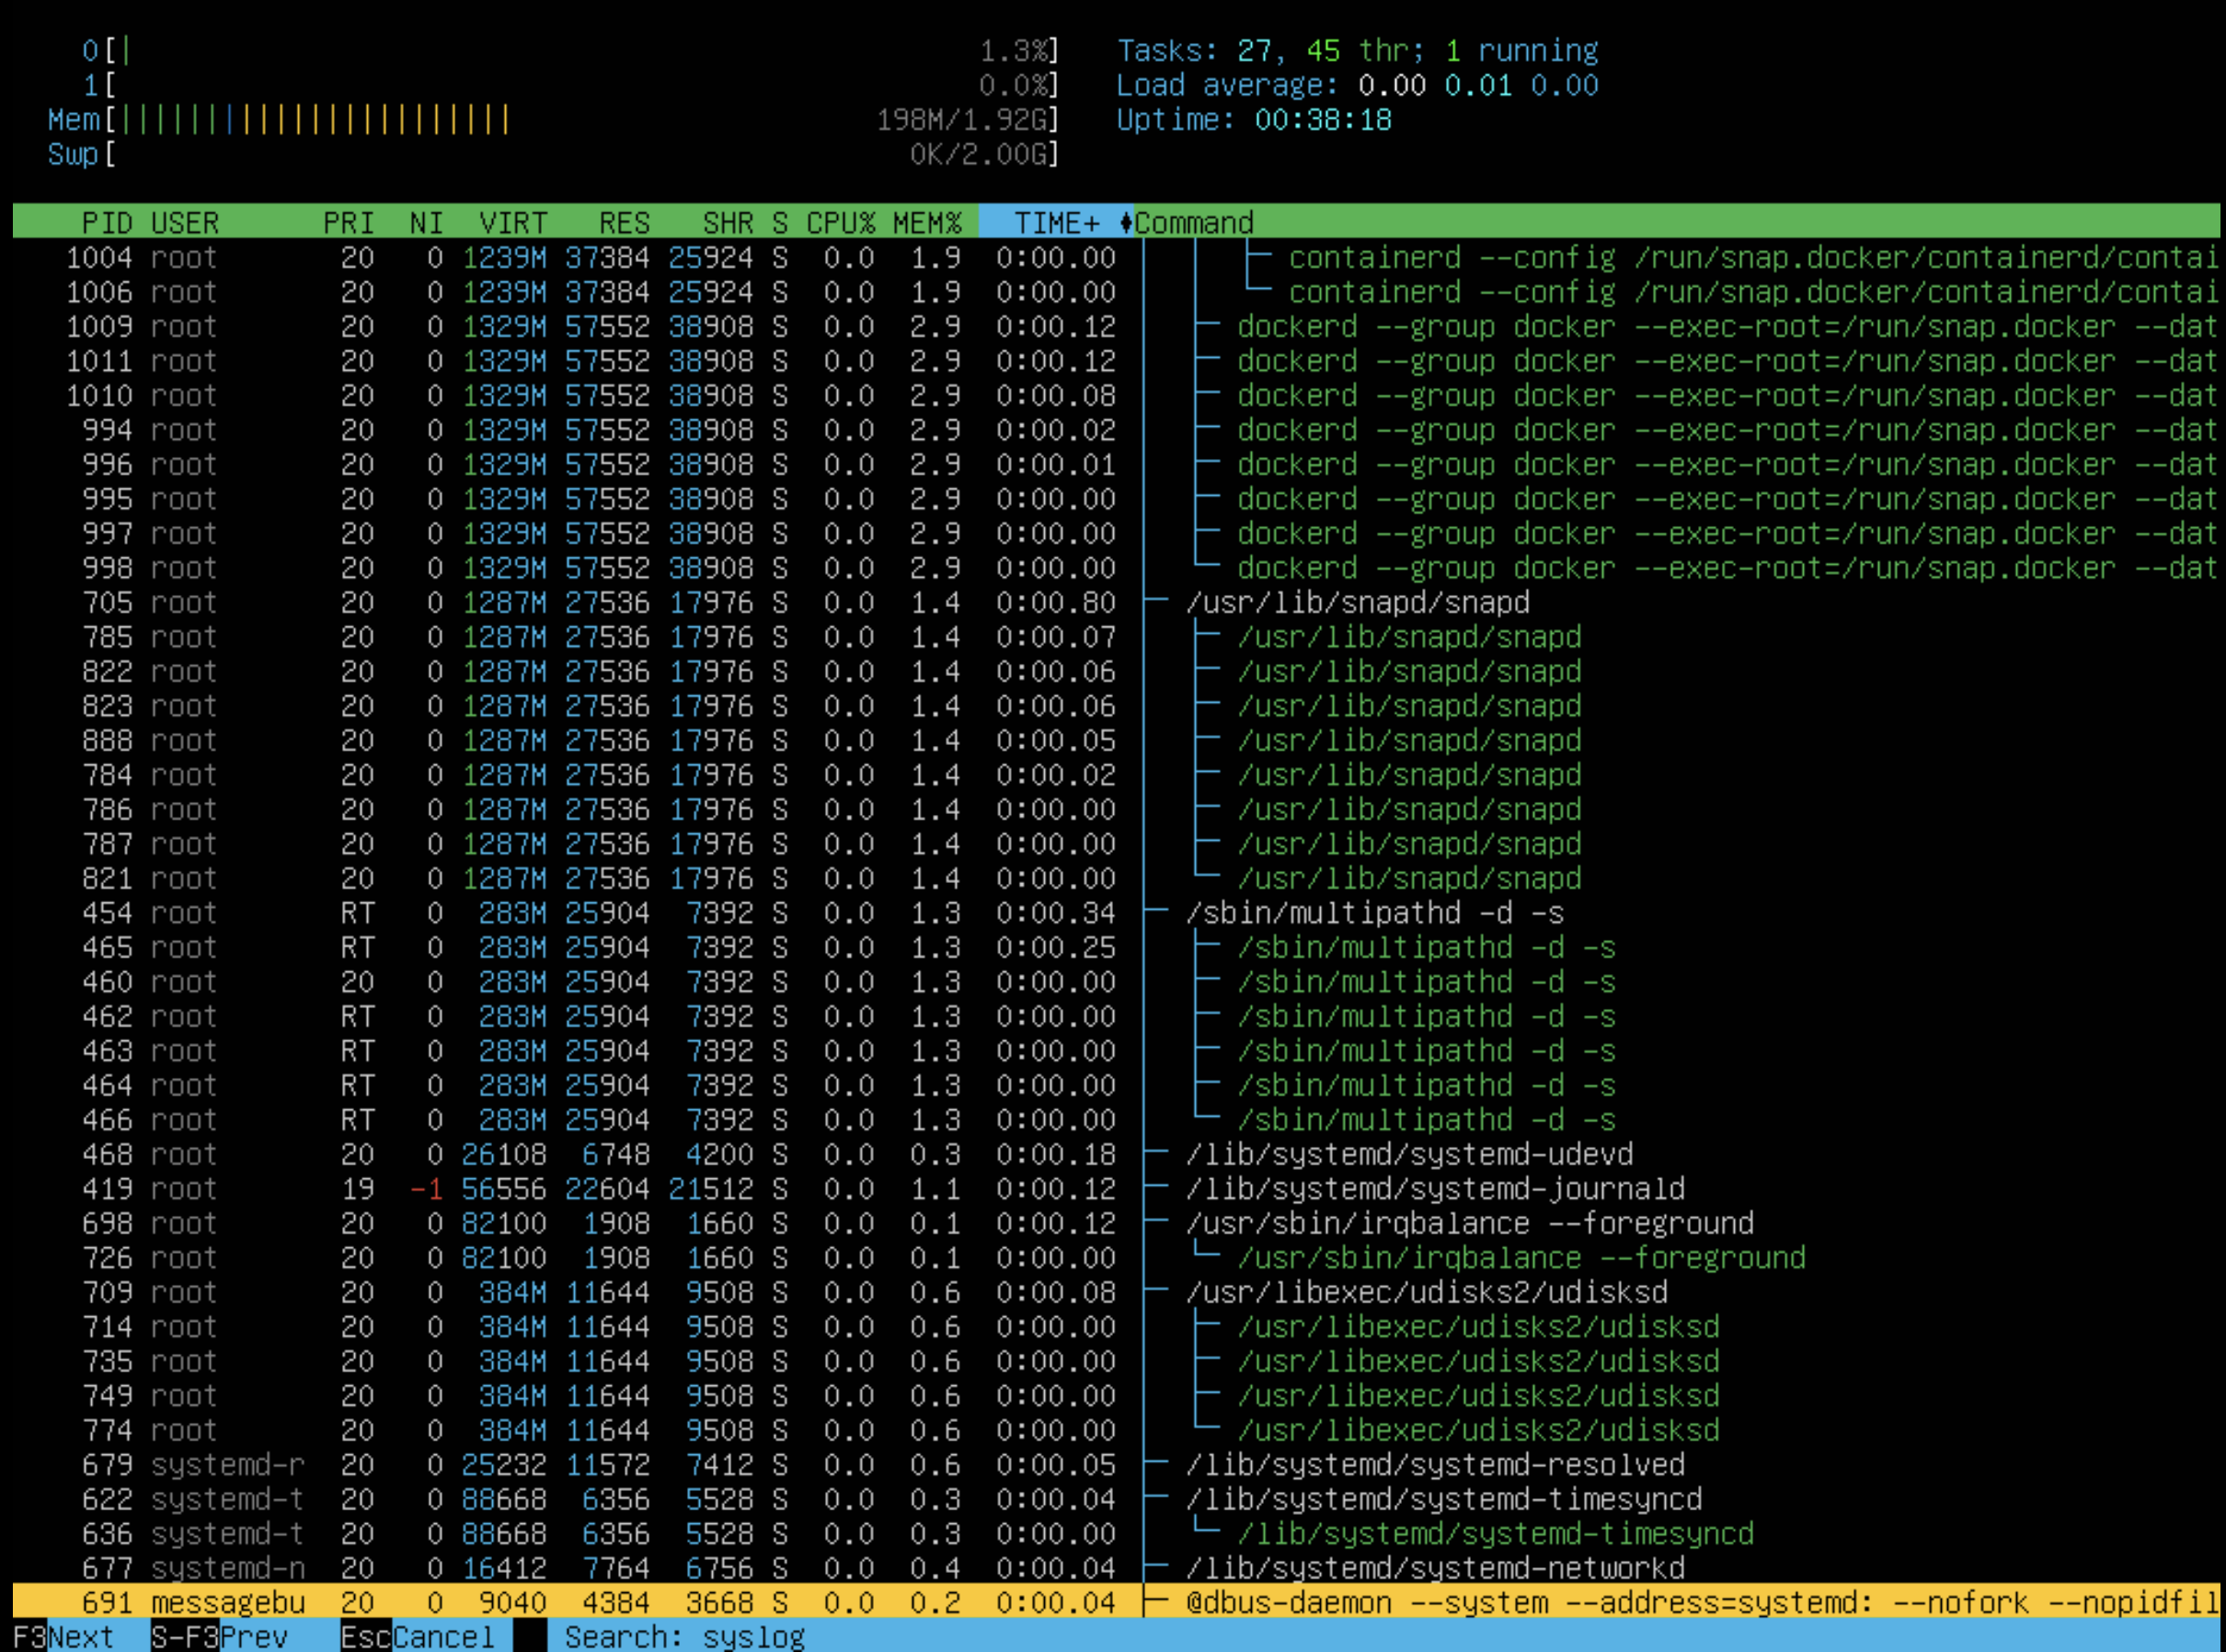 0[| 1.3%] Tasks: 27, 45 thr; 1 running
1[ 0.0%] Load average: 0.00 0.01 0.00
Mem[||||||||||||||||||||||||||| 198M/1.92G] Uptime: 00:38:18
Swp[ 0K/2.00G]
PID USER PRI NI VIRT RES SHR S CPU% MEM% TIME+ ♦Command
1004 root 20 0 1239M 37384 25924 S 0.0 1.9 0:00.00 │ │ ├─ containerd --config /run/snap.docker/containerd/contai
1006 root 20 0 1239M 37384 25924 S 0.0 1.9 0:00.00 │ │ └─ containerd --config /run/snap.docker/containerd/contai
1009 root 20 0 1329M 57552 38908 S 0.0 2.9 0:00.12 │ ├─ dockerd --group docker --exec-root=/run/snap.docker --dat
1011 root 20 0 1329M 57552 38908 S 0.0 2.9 0:00.12 │ ├─ dockerd --group docker --exec-root=/run/snap.docker --dat
1010 root 20 0 1329M 57552 38908 S 0.0 2.9 0:00.08 │ ├─ dockerd --group docker --exec-root=/run/snap.docker --dat
994 root 20 0 1329M 57552 38908 S 0.0 2.9 0:00.02 │ ├─ dockerd --group docker --exec-root=/run/snap.docker --dat
996 root 20 0 1329M 57552 38908 S 0.0 2.9 0:00.01 │ ├─ dockerd --group docker --exec-root=/run/snap.docker --dat
995 root 20 0 1329M 57552 38908 S 0.0 2.9 0:00.00 │ ├─ dockerd --group docker --exec-root=/run/snap.docker --dat
997 root 20 0 1329M 57552 38908 S 0.0 2.9 0:00.00 │ ├─ dockerd --group docker --exec-root=/run/snap.docker --dat
998 root 20 0 1329M 57552 38908 S 0.0 2.9 0:00.00 │ └─ dockerd --group docker --exec-root=/run/snap.docker --dat
705 root 20 0 1287M 27536 17976 S 0.0 1.4 0:00.80 ├─ /usr/lib/snapd/snapd
785 root 20 0 1287M 27536 17976 S 0.0 1.4 0:00.07 │ ├─ /usr/lib/snapd/snapd
822 root 20 0 1287M 27536 17976 S 0.0 1.4 0:00.06 │ ├─ /usr/lib/snapd/snapd
823 root 20 0 1287M 27536 17976 S 0.0 1.4 0:00.06 │ ├─ /usr/lib/snapd/snapd
888 root 20 0 1287M 27536 17976 S 0.0 1.4 0:00.05 │ ├─ /usr/lib/snapd/snapd
784 root 20 0 1287M 27536 17976 S 0.0 1.4 0:00.02 │ ├─ /usr/lib/snapd/snapd
786 root 20 0 1287M 27536 17976 S 0.0 1.4 0:00.00 │ ├─ /usr/lib/snapd/snapd
787 root 20 0 1287M 27536 17976 S 0.0 1.4 0:00.00 │ ├─ /usr/lib/snapd/snapd
821 root 20 0 1287M 27536 17976 S 0.0 1.4 0:00.00 │ └─ /usr/lib/snapd/snapd
454 root RT 0 283M 25904 7392 S 0.0 1.3 0:00.34 ├─ /sbin/multipathd -d -s
465 root RT 0 283M 25904 7392 S 0.0 1.3 0:00.25 │ ├─ /sbin/multipathd -d -s
460 root 20 0 283M 25904 7392 S 0.0 1.3 0:00.00 │ ├─ /sbin/multipathd -d -s
462 root RT 0 283M 25904 7392 S 0.0 1.3 0:00.00 │ ├─ /sbin/multipathd -d -s
463 root RT 0 283M 25904 7392 S 0.0 1.3 0:00.00 │ ├─ /sbin/multipathd -d -s
464 root RT 0 283M 25904 7392 S 0.0 1.3 0:00.00 │ ├─ /sbin/multipathd -d -s
466 root RT 0 283M 25904 7392 S 0.0 1.3 0:00.00 │ └─ /sbin/multipathd -d -s
468 root 20 0 26108 6748 4200 S 0.0 0.3 0:00.18 ├─ /lib/systemd/systemd-udevd
419 root 19 -1 56556 22604 21512 S 0.0 1.1 0:00.12 ├─ /lib/systemd/systemd-journald
698 root 20 0 82100 1908 1660 S 0.0 0.1 0:00.12 ├─ /usr/sbin/irqbalance --foreground
726 root 20 0 82100 1908 1660 S 0.0 0.1 0:00.00 │ └─ /usr/sbin/irqbalance --foreground
709 root 20 0 384M 11644 9508 S 0.0 0.6 0:00.08 ├─ /usr/libexec/udisks2/udisksd
714 root 20 0 384M 11644 9508 S 0.0 0.6 0:00.00 │ ├─ /usr/libexec/udisks2/udisksd
735 root 20 0 384M 11644 9508 S 0.0 0.6 0:00.00 │ ├─ /usr/libexec/udisks2/udisksd
749 root 20 0 384M 11644 9508 S 0.0 0.6 0:00.00 │ ├─ /usr/libexec/udisks2/udisksd
774 root 20 0 384M 11644 9508 S 0.0 0.6 0:00.00 │ └─ /usr/libexec/udisks2/udisksd
679 systemd-r 20 0 25232 11572 7412 S 0.0 0.6 0:00.05 ├─ /lib/systemd/systemd-resolved
622 systemd-t 20 0 88668 6356 5528 S 0.0 0.3 0:00.04 ├─ /lib/systemd/systemd-timesyncd
636 systemd-t 20 0 88668 6356 5528 S 0.0 0.3 0:00.00 │ └─ /lib/systemd/systemd-timesyncd
677 systemd-n 20 0 16412 7764 6756 S 0.0 0.4 0:00.04 ├─ /lib/systemd/systemd-networkd
691 messagebu 20 0 9040 4384 3668 S 0.0 0.2 0:00.04 ├─ @dbus-daemon --system --address=systemd: --nofork --nopidfil
F3Next S-F3Prev EscCancel Search: syslog